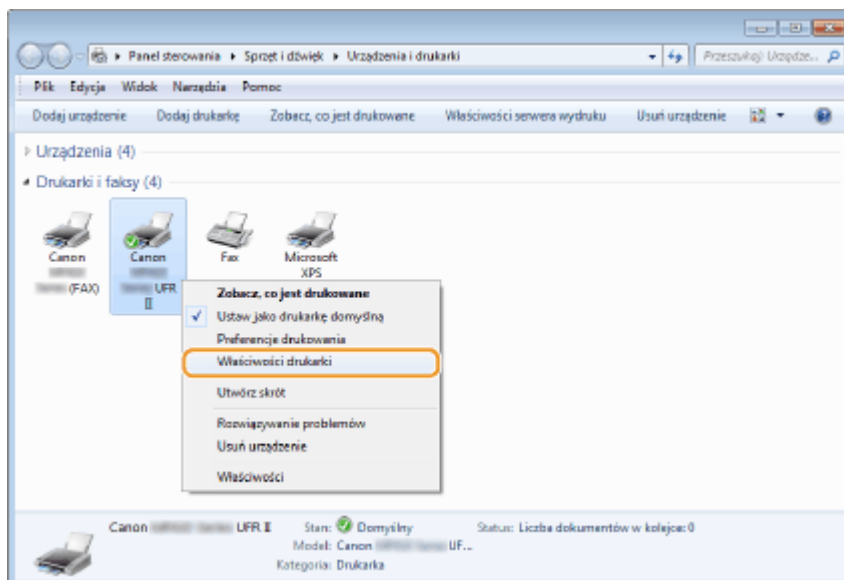 Panel sterowania ▸ Sprzęt i dźwięk ▸ Urządzenia i drukarki
Przeszukaj: Urządze...
Plik Edycja Widok Narzędzia Pomoc
Dodaj urządzenie Dodaj drukarkę Zobacz, co jest drukowane Właściwości serwera wydruku Usuń urządzenie
Urządzenia (4)
Drukarki i faksy (4)
Canon
(FAX)
Canon
UFR
II
Fax
Microsoft
XPS
Zobacz, co jest drukowane
Ustaw jako drukarkę domyślną
Preferencje drukowania
Właściwości drukarki
Utwórz skrót
Rozwiązywanie problemów
Usuń urządzenie
Właściwości
Canon UFR II Stan: Domyślny Status: Liczba dokumentów w kolejce: 0
Model: Canon UF...
Kategoria: Drukarka